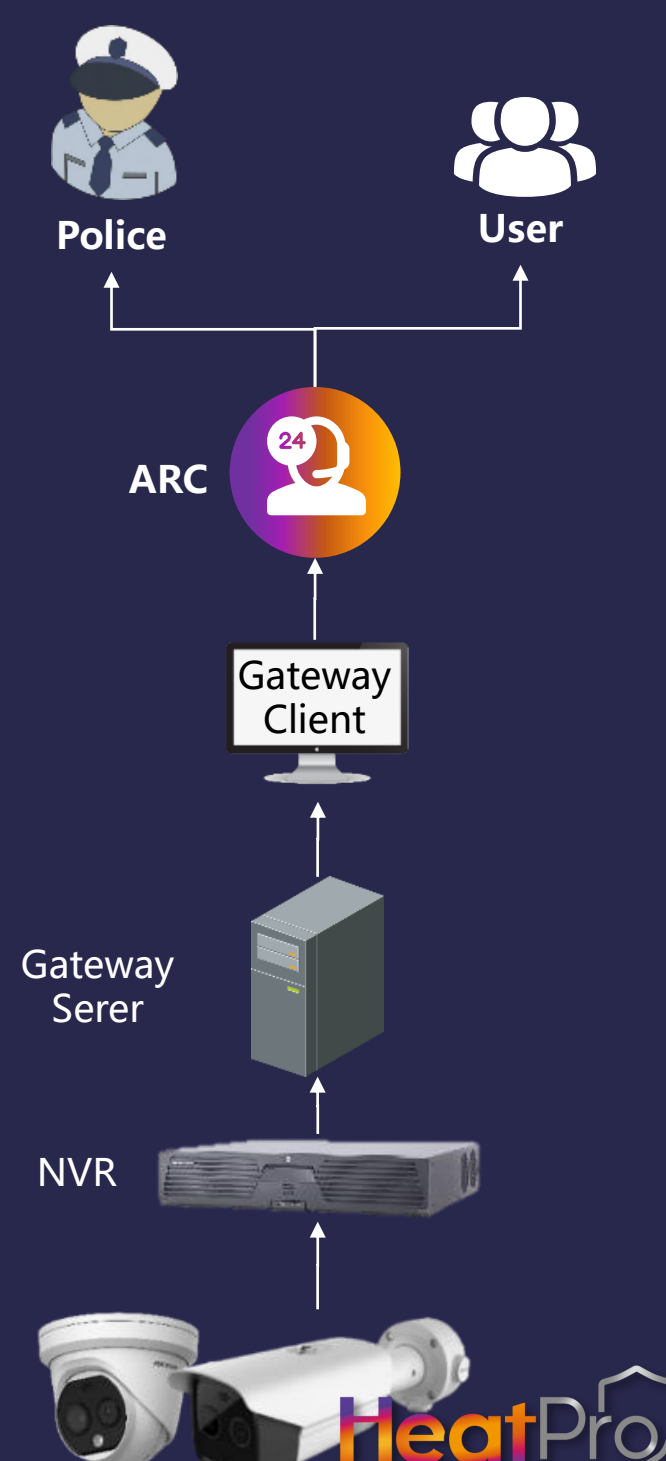 Police
User
24
ARC
Gateway
Client
Gateway
Serer
NVR
HeatPro